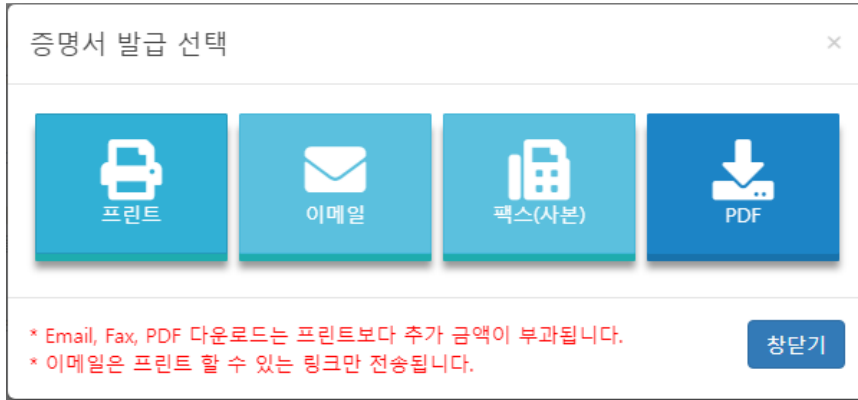 증명서 발급 선택 ×
프린트 이메일 팩스(사본) PDF
* Email, Fax, PDF 다운로드는 프린트보다 추가 금액이 부과됩니다.
* 이메일은 프린트 할 수 있는 링크만 전송됩니다.
창닫기